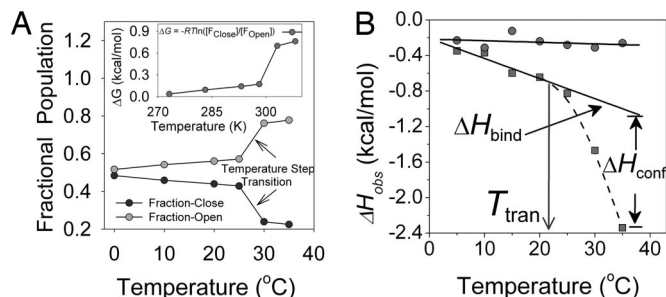 A
ΔG = -RTln([F_Close]/[F_Open])
0.9
0.6
0.3
0.0
ΔG (kcal/mol)
270 285 300
Temperature (K)
1.2
1.0
0.8
0.6
0.4
0.2
Fractional Population
Temperature Step
Transition
Fraction-Close
Fraction-Open
0 10 20 30 40
Temperature (°C)
B
0.0
-0.4
-0.8
-1.2
-1.6
-2.0
-2.4
ΔH_obs (kcal/mol)
ΔH_bind
ΔH_conf
T_tran
0 10 20 30 40
Temperature (°C)